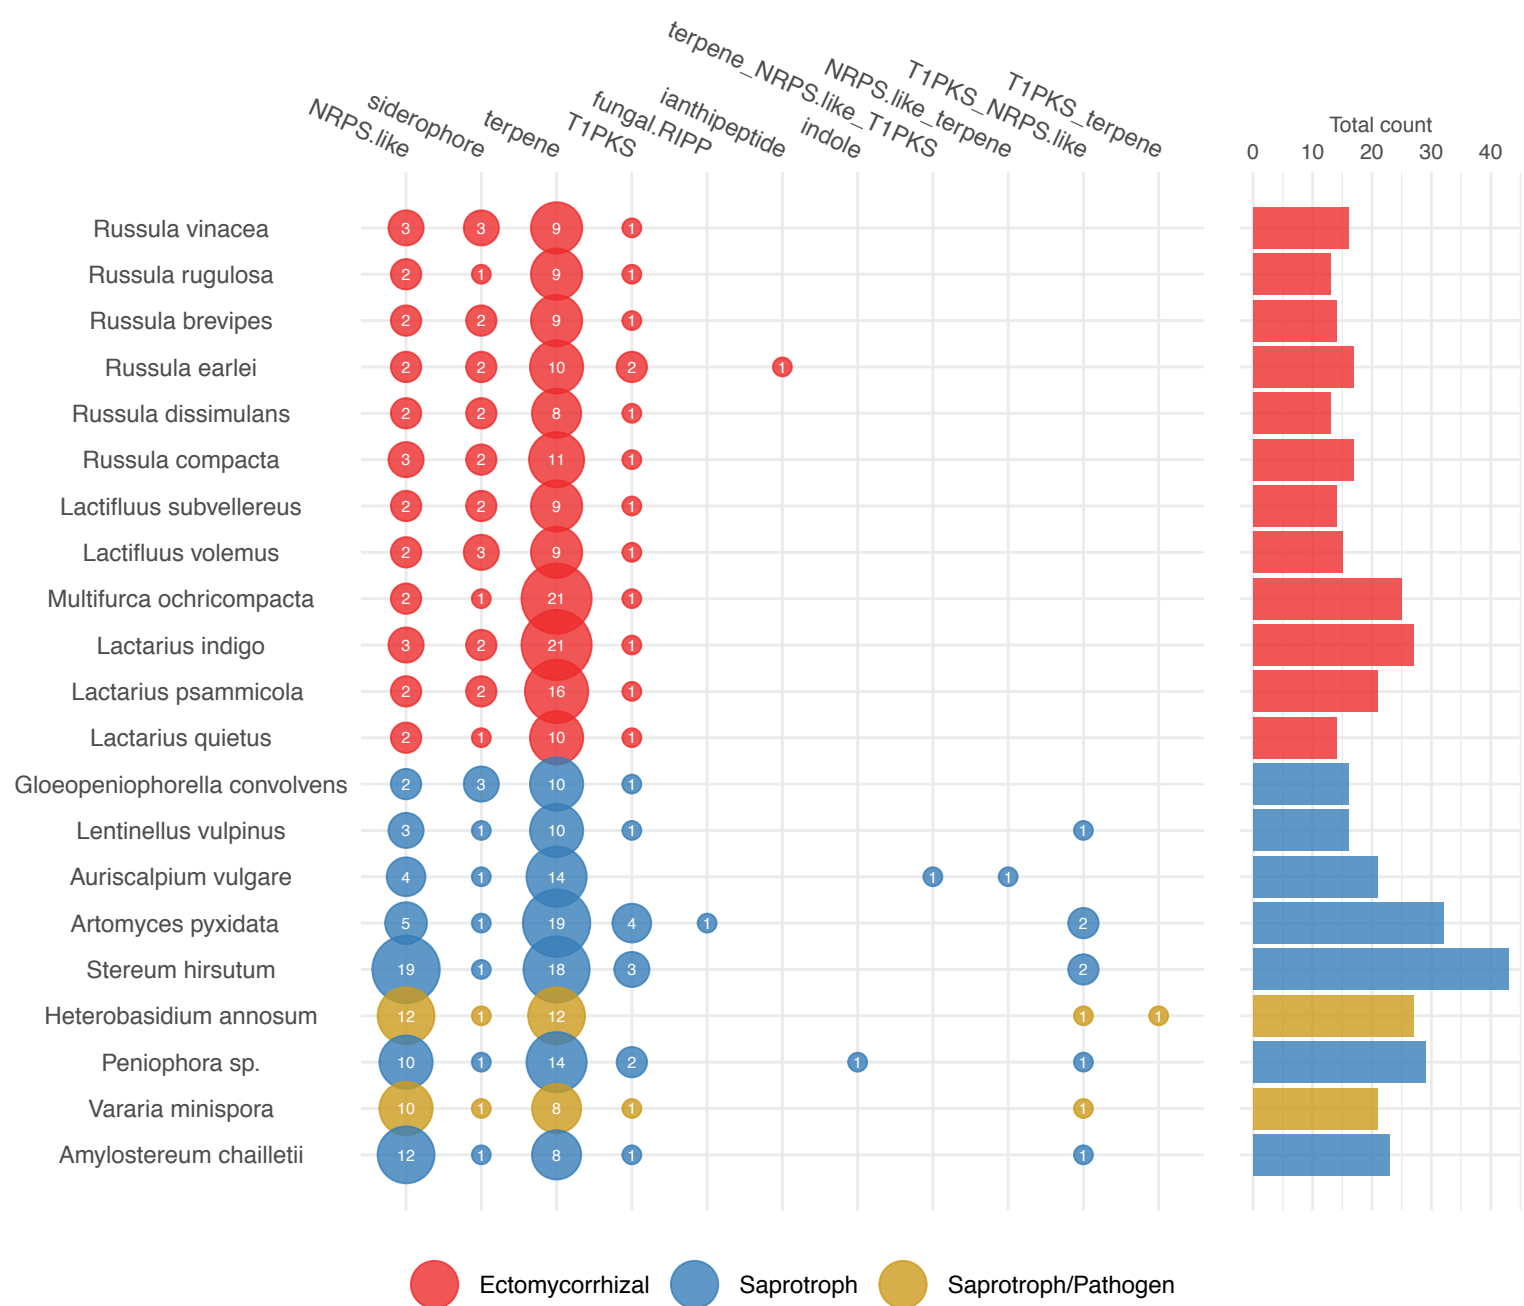 NRPS.like
siderophore
terpene
T1PKS
fungal.RIPP
ianthipeptide
indole
terpene_NRPS.like_T1PKS
NRPS.like_terpene
T1PKS_NRPS.like
T1PKS_terpene
Total count
0 10 20 30 40
Russula vinacea 3 3 9 1
Russula rugulosa 2 1 9 1
Russula brevipes 2 2 9 1
Russula earlei 2 2 10 2 1
Russula dissimulans 2 2 8 1
Russula compacta 3 2 11 1
Lactifluus subvellereus 2 2 9 1
Lactifluus volemus 2 3 9 1
Multifurca ochricompacta 2 1 21 1
Lactarius indigo 3 2 21 1
Lactarius psammicola 2 2 16 1
Lactarius quietus 2 1 10 1
Gloeopeniophorella convolvens 2 3 10 1
Lentinellus vulpinus 3 1 10 1 1
Auriscalpium vulgare 4 1 14 1 1
Artomyces pyxidata 5 1 19 4 1 2
Stereum hirsutum 19 1 18 3 2
Heterobasidium annosum 12 1 12 1 1
Peniophora sp. 10 1 14 2 1 1
Vararia minispora 10 1 8 1 1
Amylostereum chailletii 12 1 8 1 1
Ectomycorrhizal Saprotroph Saprotroph/Pathogen